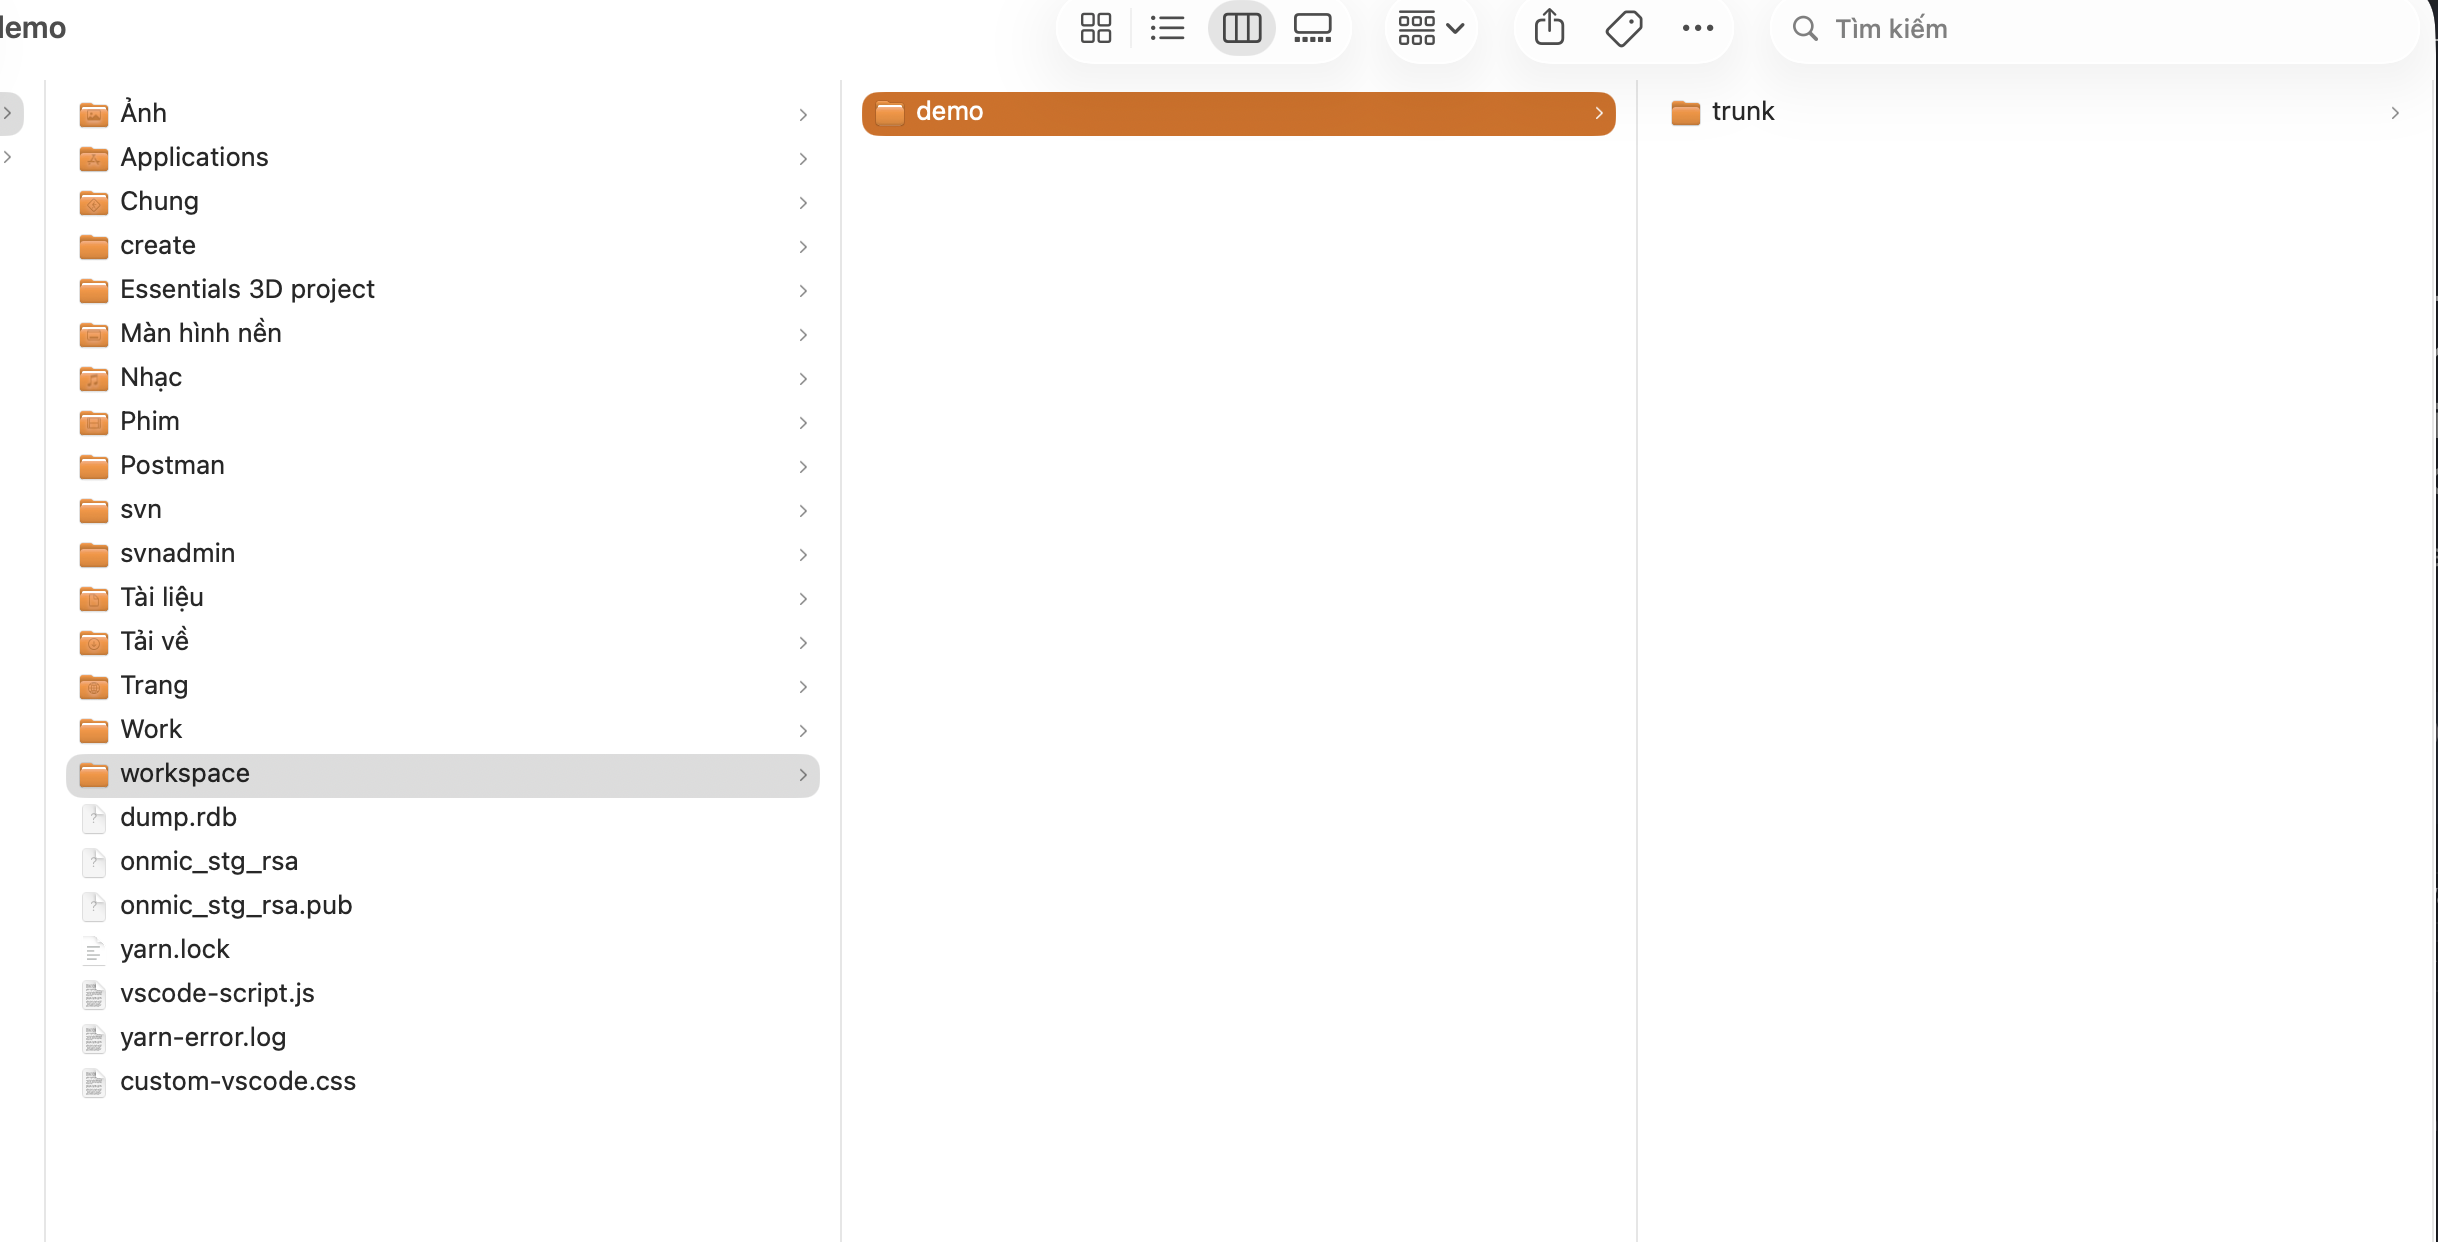 demo
Tìm kiếm
Ảnh
Applications
Chung
create
Essentials 3D project
Màn hình nền
Nhạc
Phim
Postman
svn
svnadmin
Tài liệu
Tải về
Trang
Work
workspace
dump.rdb
onmic_stg_rsa
onmic_stg_rsa.pub
yarn.lock
vscode-script.js
yarn-error.log
custom-vscode.css
demo
trunk